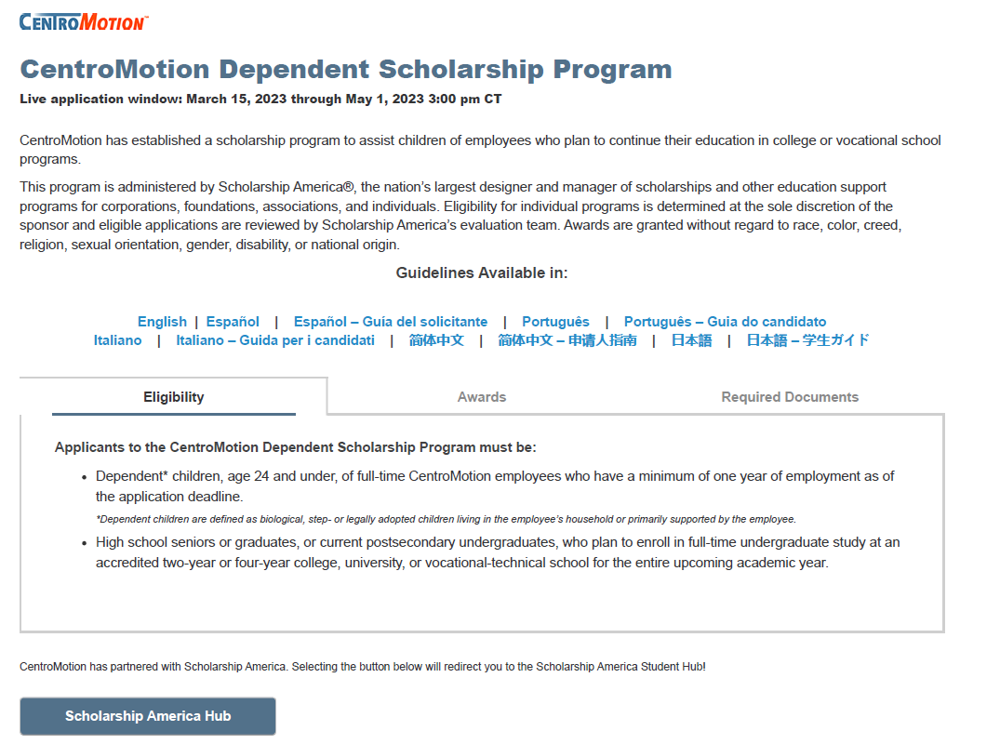 CENTROMOTION™
CentroMotion Dependent Scholarship Program
Live application window: March 15, 2023 through May 1, 2023 3:00 pm CT
CentroMotion has established a scholarship program to assist children of employees who plan to continue their education in college or vocational school
programs.
This program is administered by Scholarship America®, the nation's largest designer and manager of scholarships and other education support
programs for corporations, foundations, associations, and individuals. Eligibility for individual programs is determined at the sole discretion of the
sponsor and eligible applications are reviewed by Scholarship America's evaluation team. Awards are granted without regard to race, color, creed,
religion, sexual orientation, gender, disability, or national origin.
Guidelines Available in:
English | Español | Español – Guía del solicitante | Português | Português – Guia do candidato
Italiano | Italiano – Guida per i candidati | 简体中文 | 简体中文 – 申请人指南 | 日本語 | 日本語 – 学生ガイド
Eligibility Awards Required Documents
Applicants to the CentroMotion Dependent Scholarship Program must be:
• Dependent* children, age 24 and under, of full-time CentroMotion employees who have a minimum of one year of employment as of
the application deadline.
*Dependent children are defined as biological, step- or legally adopted children living in the employee's household or primarily supported by the employee.
• High school seniors or graduates, or current postsecondary undergraduates, who plan to enroll in full-time undergraduate study at an
accredited two-year or four-year college, university, or vocational-technical school for the entire upcoming academic year.
CentroMotion has partnered with Scholarship America. Selecting the button below will redirect you to the Scholarship America Student Hub!
Scholarship America Hub